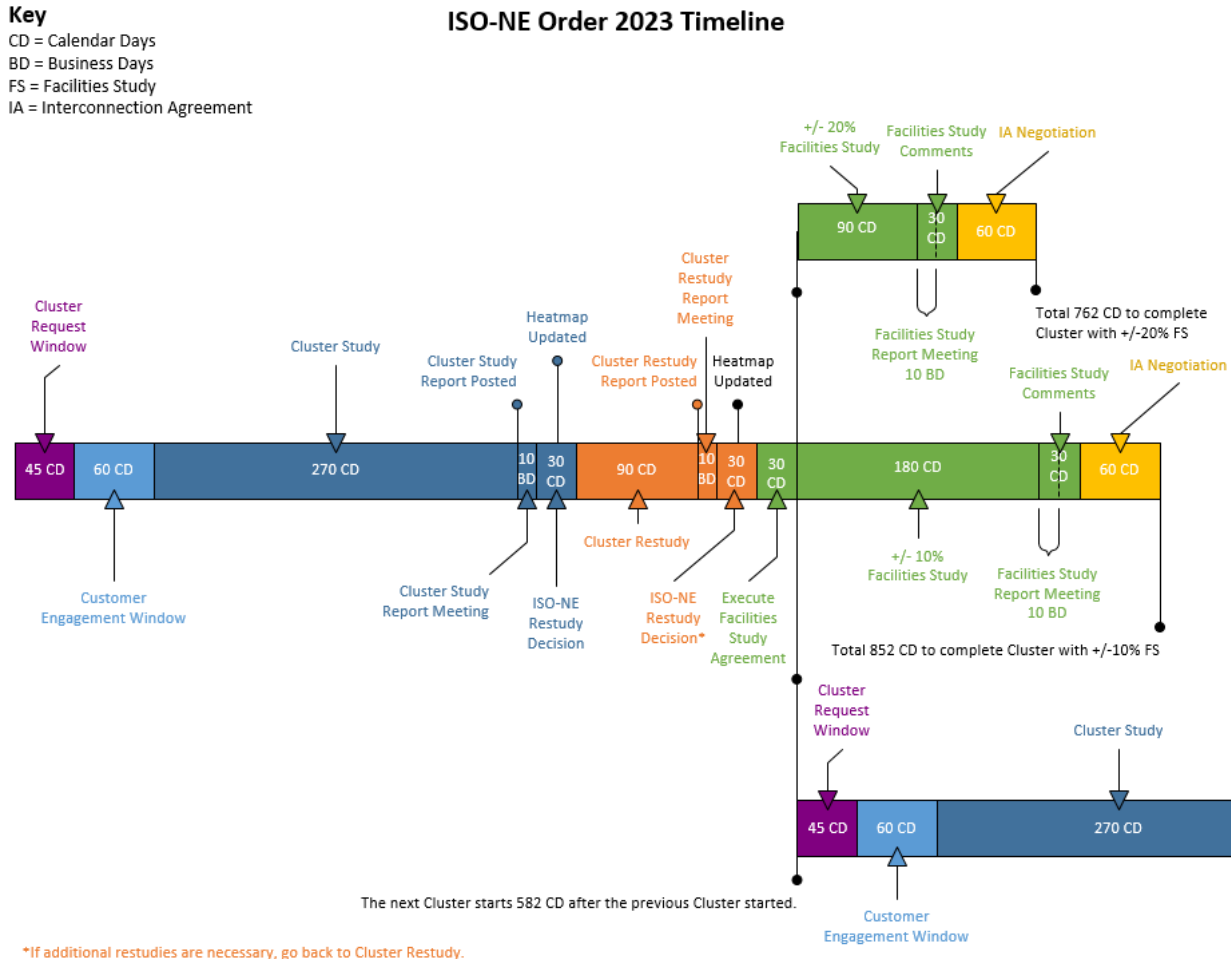 Key
ISO-NE Order 2023 Timeline
CD = Calendar Days
BD = Business Days
FS = Facilities Study
IA = Interconnection Agreement
+/- 20%
Facilities Study
Facilities Study
Comments
IA Negotiation
90 CD
30
CD
60 CD
Total 762 CD to complete
Cluster with +/-20% FS
Facilities Study
Report Meeting
10 BD
Cluster
Request
Window
Cluster Study
Cluster Study
Report Posted
Heatmap
Updated
Cluster Restudy
Report Posted
Cluster
Restudy
Report
Meeting
Heatmap
Updated
Facilities Study
Comments
IA Negotiation
45 CD
60 CD
270 CD
10
BD
30
CD
90 CD
10
BD
30
CD
30
CD
180 CD
30
CD
60 CD
Customer
Engagement Window
Cluster Study
Report Meeting
ISO-NE
Restudy
Decision
Cluster Restudy
ISO-NE
Restudy
Decision*
Execute
Facilities
Study
Agreement
+/- 10%
Facilities Study
Facilities Study
Report Meeting
10 BD
Total 852 CD to complete Cluster with +/-10% FS
Cluster
Request
Window
Cluster Study
45 CD
60 CD
270 CD
The next Cluster starts 582 CD after the previous Cluster started.
Customer
Engagement Window
*If additional restudies are necessary, go back to Cluster Restudy.